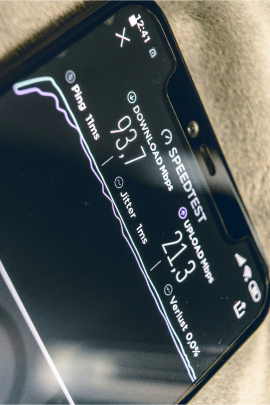 12:41
SPEEDTEST
DOWNLOAD Mbps UPLOAD Mbps
93,7 21,3
Ping 11ms Jitter 1ms Verlust 0,0%